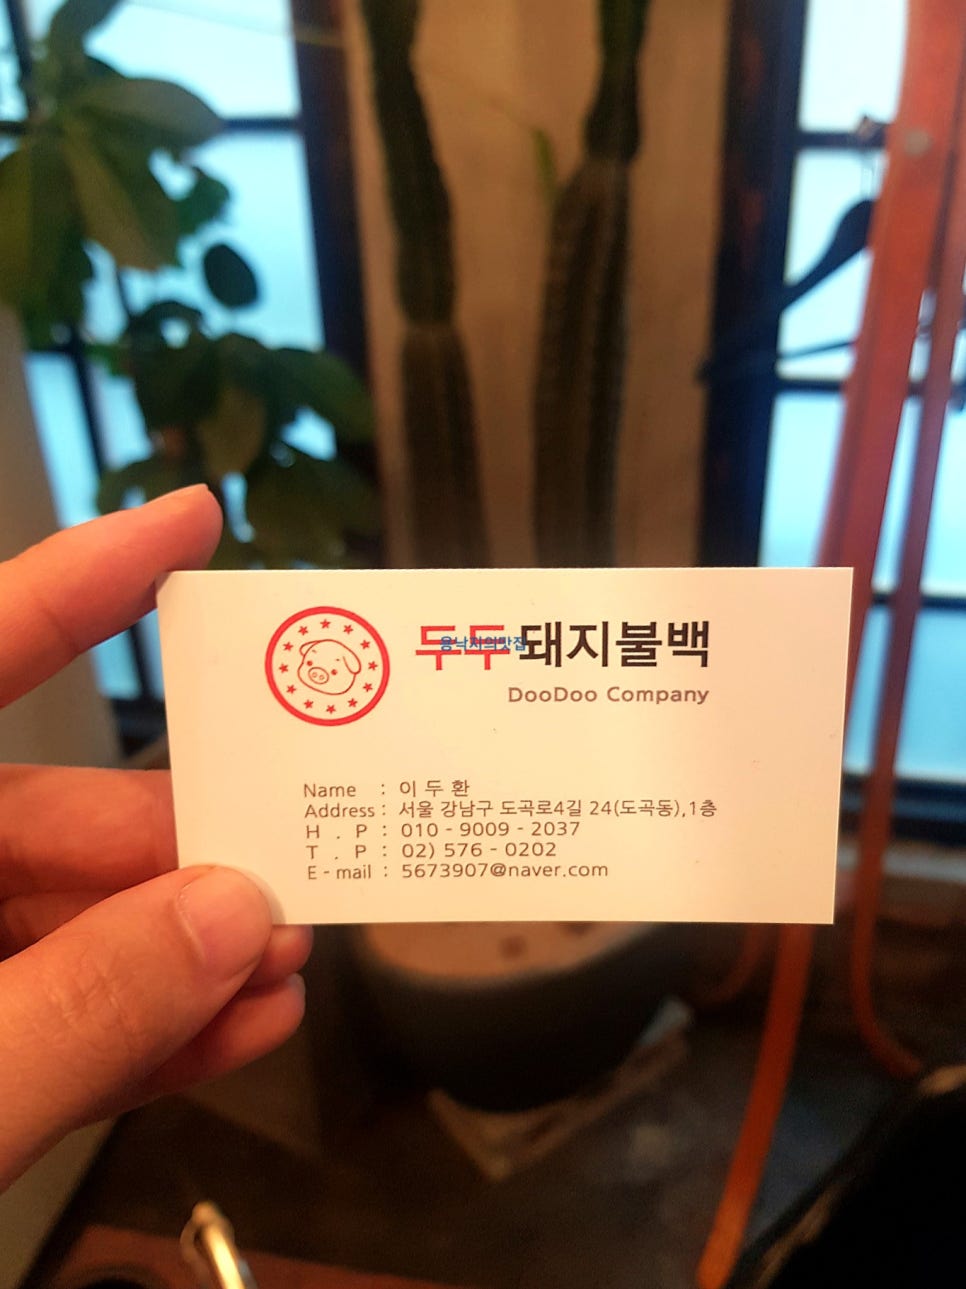 두두돼지불백
용낙지의맛집
DooDoo Company
Name : 이 두 환
Address : 서울 강남구 도곡로4길 24(도곡동),1층
H . P : 010 - 9009 - 2037
T . P : 02) 576 - 0202
E - mail : 5673907@naver.com